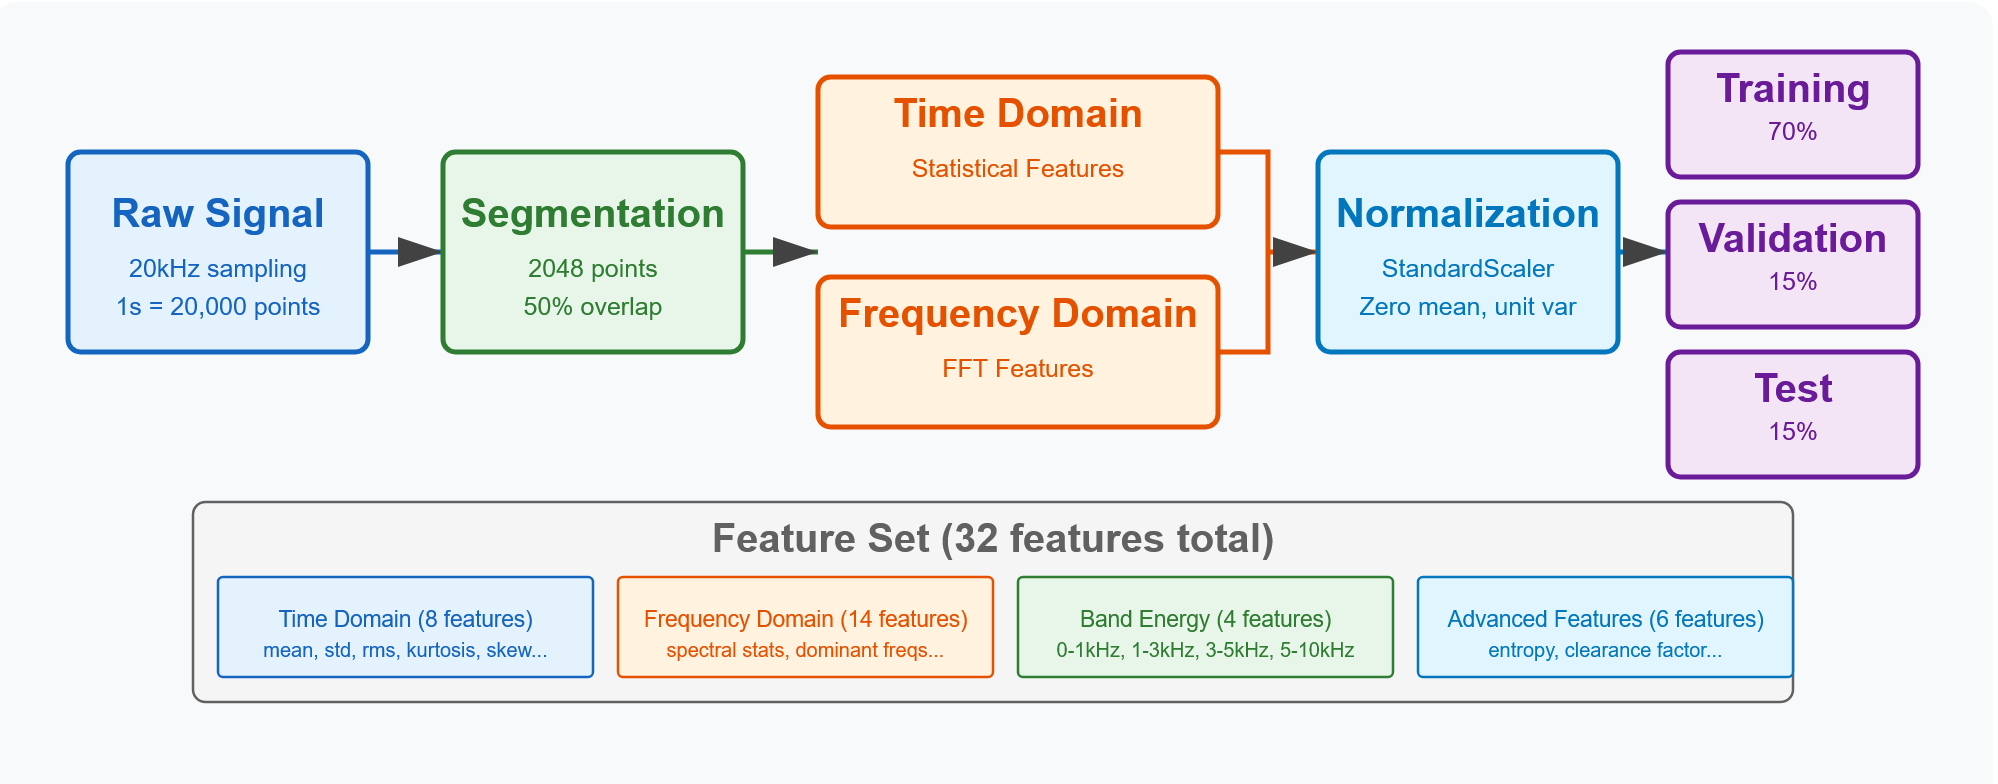 Raw Signal
20kHz sampling
1s = 20,000 points
Segmentation
2048 points
50% overlap
Time Domain
Statistical Features
Frequency Domain
FFT Features
Normalization
StandardScaler
Zero mean, unit var
Training
70%
Validation
15%
Test
15%
Feature Set (32 features total)
Time Domain (8 features)
mean, std, rms, kurtosis, skew...
Frequency Domain (14 features)
spectral stats, dominant freqs...
Band Energy (4 features)
0-1kHz, 1-3kHz, 3-5kHz, 5-10kHz
Advanced Features (6 features)
entropy, clearance factor...